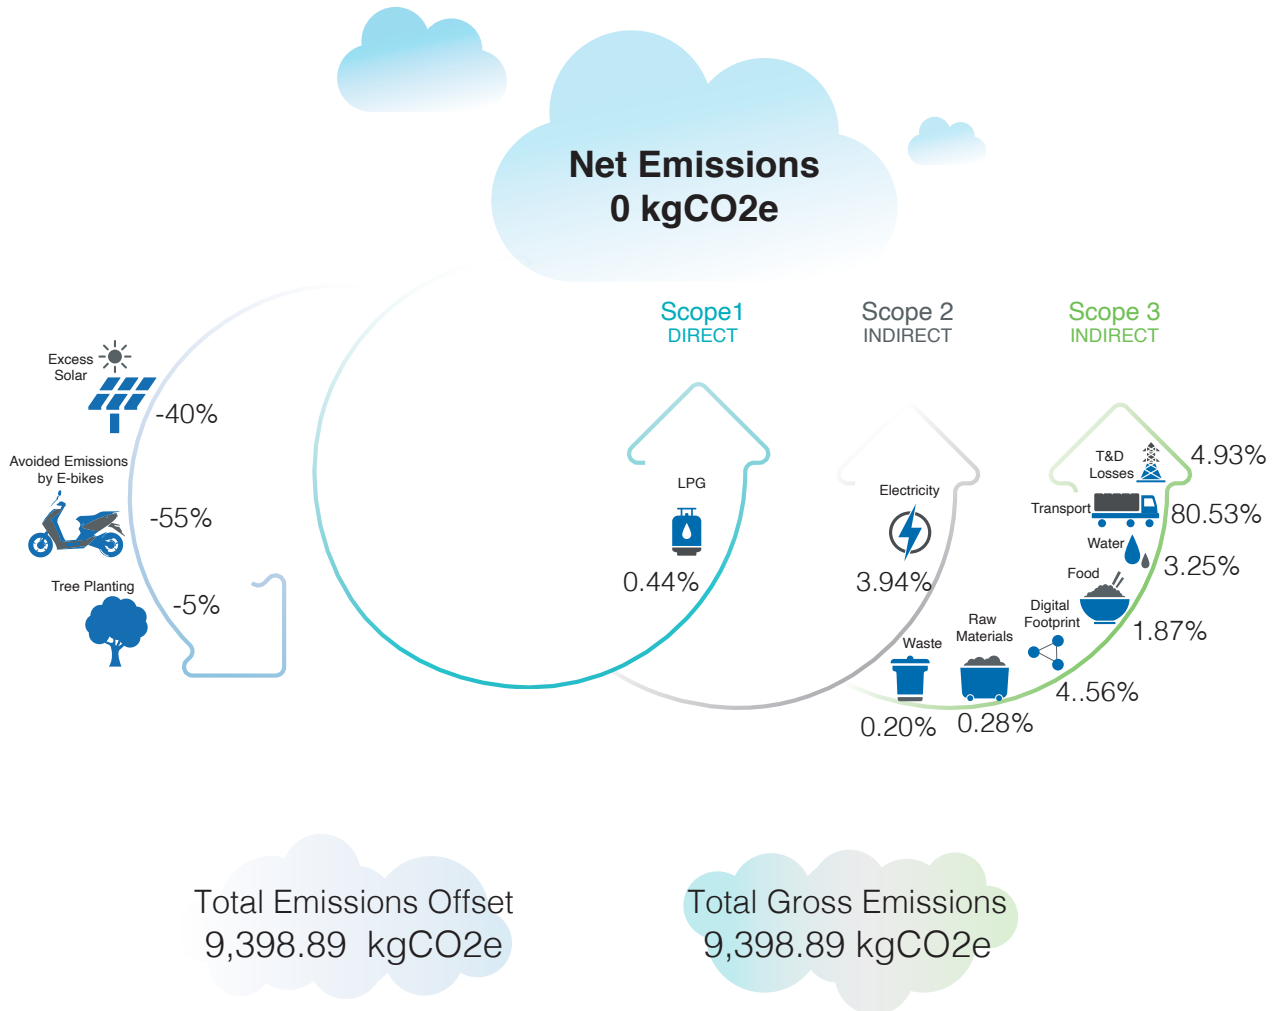 Net Emissions
0 kgCO2e
Scope1
DIRECT
Scope 2
INDIRECT
Scope 3
INDIRECT
Excess
Solar
-40%
Avoided Emissions
by E-bikes
-55%
Tree Planting
-5%
LPG
0.44%
Electricity
3.94%
T&D
Losses
4.93%
Transport
80.53%
Water
3.25%
Food
1.87%
Digital
Footprint
4..56%
Raw
Materials
0.28%
Waste
0.20%
Total Emissions Offset
9,398.89 kgCO2e
Total Gross Emissions
9,398.89 kgCO2e